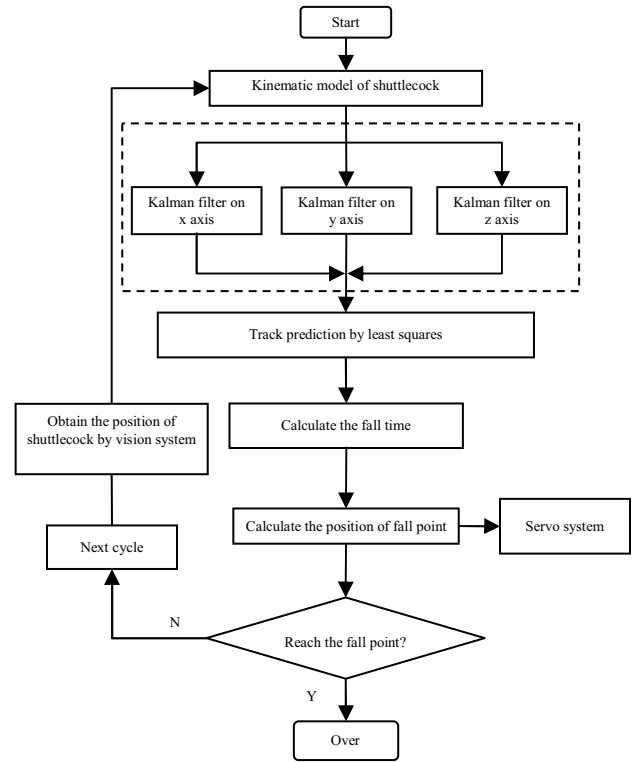 Start
Kinematic model of shuttlecock
Kalman filter on
x axis
Kalman filter on
y axis
Kalman filter on
z axis
Track prediction by least squares
Obtain the position of
shuttlecock by vision system
Calculate the fall time
Calculate the position of fall point
Servo system
Next cycle
N
Reach the fall point?
Y
Over